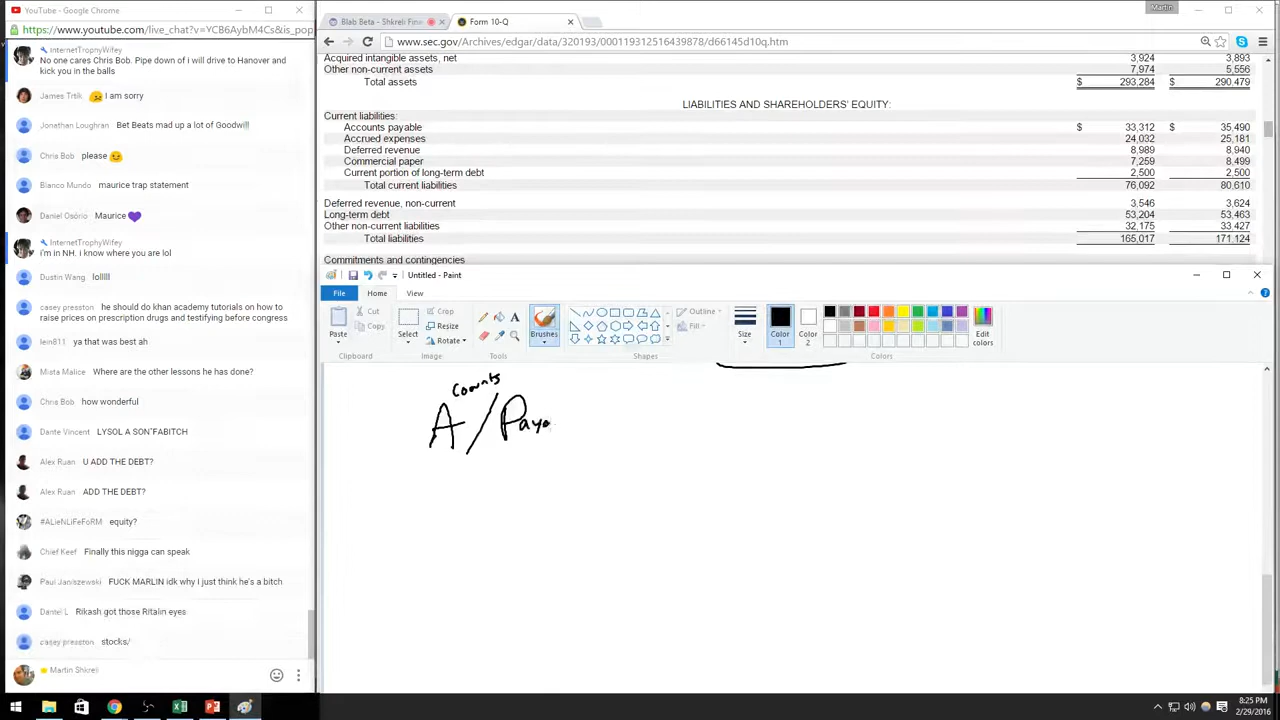 YouTube - Google Chrome
https://www.youtube.com/live_chat?v=YCB6AybM4Cs&is_pop
InternetTrophyWifey
No one cares Chris Bob. Pipe down of i will drive to Hanover and
kick you in the balls
James Trtik I am sorry
Jonathan Loughran Bet Beats mad up a lot of Goodwill!
Chris Bob please
Blanco Mundo maurice trap statement
Daniel Osório Maurice
InternetTrophyWifey
i'm in NH. i know where you are lol
Dustin Wang lolllll
casey presston he should do khan academy tutorials on how to
raise prices on prescription drugs and testifying before congress
lein811 ya that was best ah
Mista Malice Where are the other lessons he has done?
Chris Bob how wonderful
Dante Vincent LYSOL A SON"FABITCH
Alex Ruan U ADD THE DEBT?
Alex Ruan ADD THE DEBT?
#ALieNLiFeFoRM equity?
Chief Keef Finally this nigga can speak
Paul Janiszewski FUCK MARLIN idk why I just think he's a bitch
Daniel L Rikash got those Ritalin eyes
casey presston stocks/
Martin Shkreli
Martin
Blab Beta - Shkreli Fin
Form 10-Q
www.sec.gov/Archives/edgar/data/320193/000119312516439878/d66145d10q.htm
Acquired intangible assets, net 3,924 3,893
Other non-current assets 7,974 5,556
Total assets $ 293,284 $ 290,479
LIABILITIES AND SHAREHOLDERS' EQUITY:
Current liabilities:
Accounts payable $ 33,312 $ 35,490
Accrued expenses 24,032 25,181
Deferred revenue 8,989 8,940
Commercial paper 7,259 8,499
Current portion of long-term debt 2,500 2,500
Total current liabilities 76,092 80,610
Deferred revenue, non-current 3,546 3,624
Long-term debt 53,204 53,463
Other non-current liabilities 32,175 33,427
Total liabilities 165,017 171,124
Commitments and contingencies
Untitled - Paint
File Home View
Paste Cut Copy Select Crop Resize Rotate A Brushes Outline Fill Size Color 1 Color 2 Edit colors
Clipboard Image Tools Shapes Colors
counts
A/Paya
8:25 PM
2/29/2016